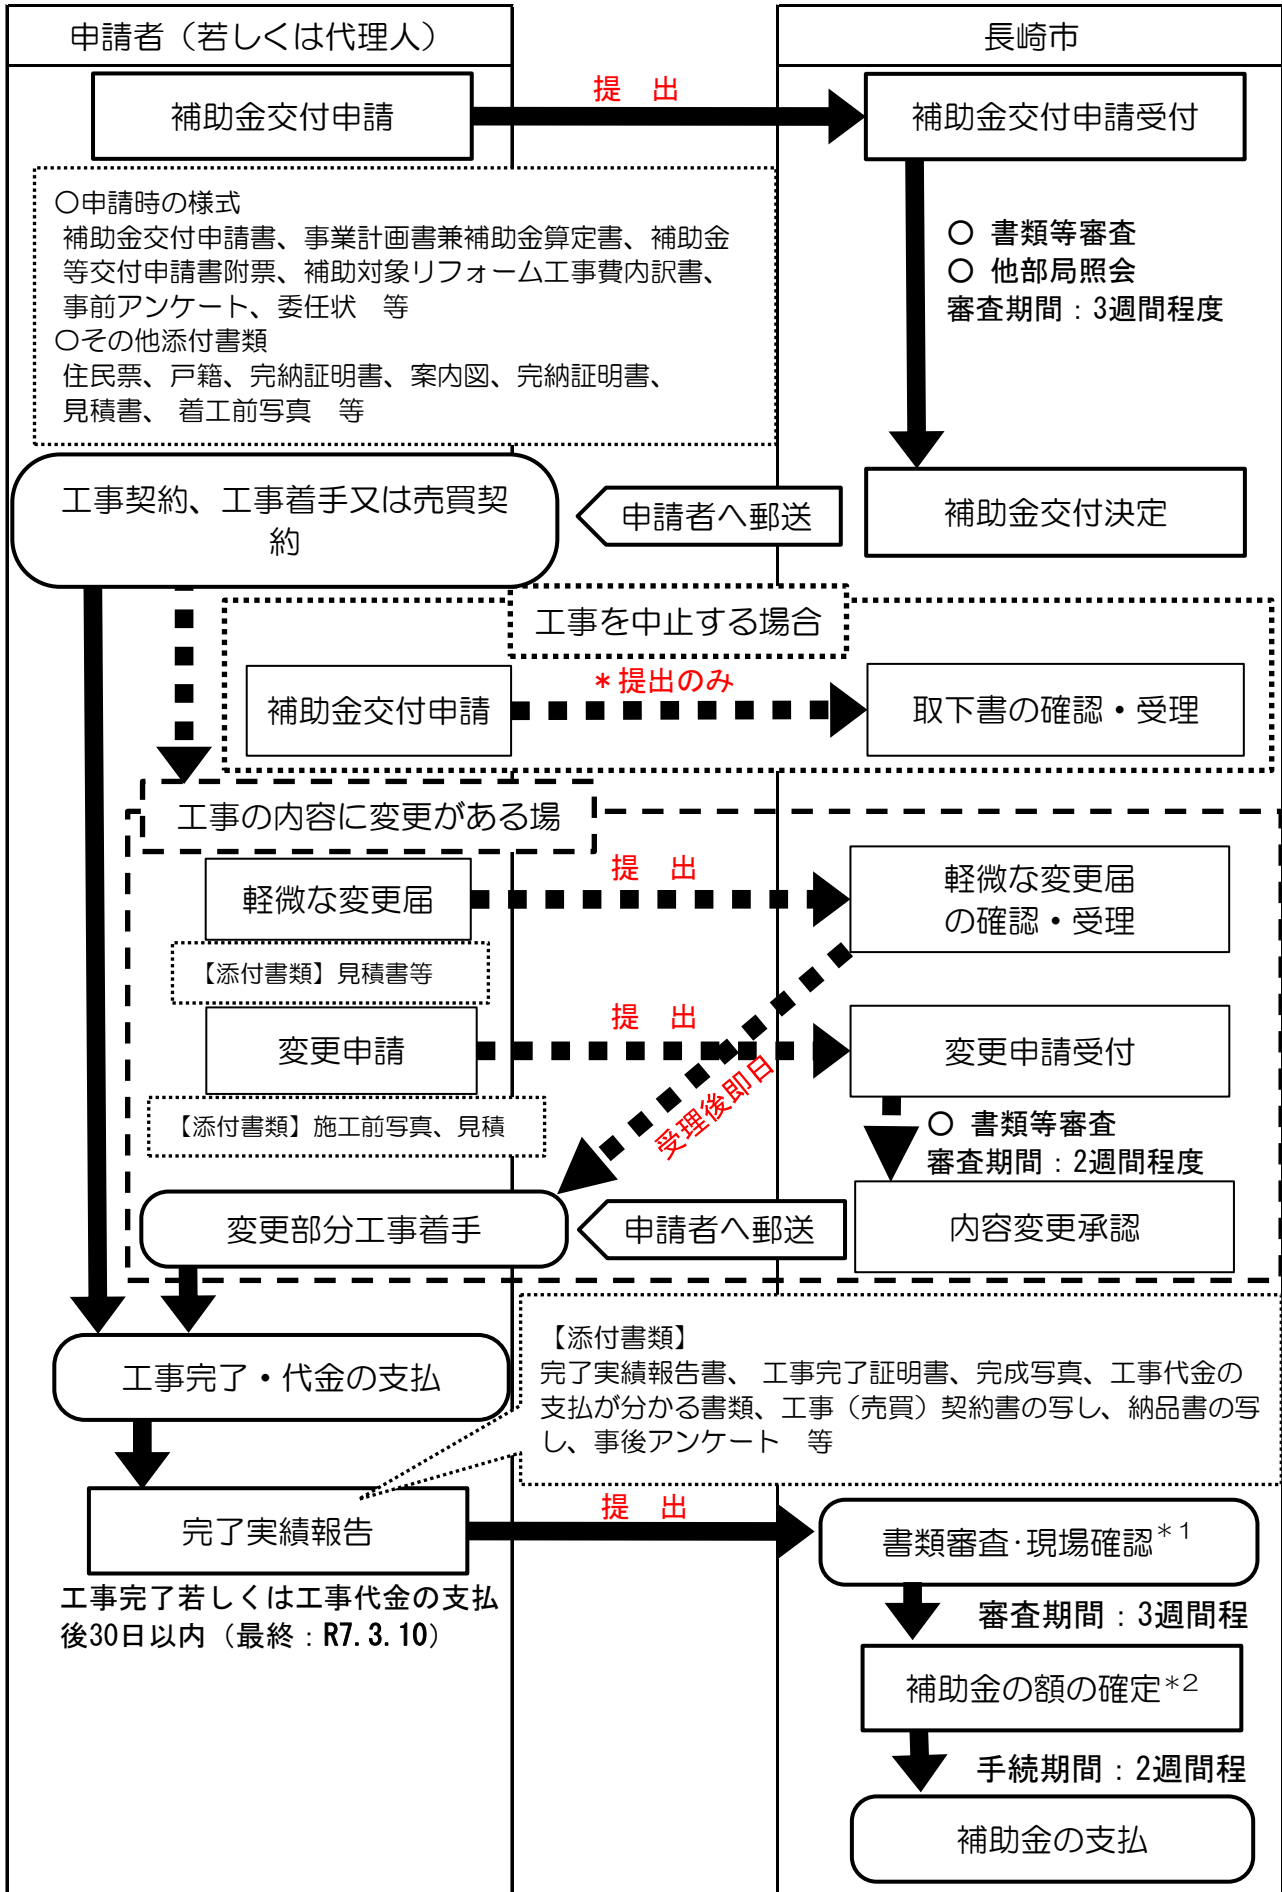 申請者（若しくは代理人）
長崎市
補助金交付申請
提　出
補助金交付申請受付
〇申請時の様式
補助金交付申請書、事業計画書兼補助金算定書、補助金
等交付申請書附票、補助対象リフォーム工事費内訳書、
事前アンケート、委任状　等
〇その他添付書類
住民票、戸籍、完納証明書、案内図、完納証明書、
見積書、 着工前写真　等
〇 書類等審査
〇 他部局照会
審査期間：3週間程度
工事契約、工事着手又は売買契
約
申請者へ郵送
補助金交付決定
工事を中止する場合
補助金交付申請
＊提出のみ
取下書の確認・受理
工事の内容に変更がある場
軽微な変更届
提　出
軽微な変更届
の確認・受理
【添付書類】見積書等
変更申請
提　出
変更申請受付
受理後即日
【添付書類】施工前写真、見積
〇 書類等審査
審査期間：2週間程度
変更部分工事着手
申請者へ郵送
内容変更承認
【添付書類】
完了実績報告書、 工事完了証明書、完成写真、工事代金の
支払が分かる書類、工事（売買）契約書の写し、納品書の写
し、事後アンケート　等
工事完了・代金の支払
完了実績報告
提　出
書類審査･現場確認＊1
工事完了若しくは工事代金の支払
後30日以内（最終：R7.3.10）
審査期間：3週間程
補助金の額の確定＊2
手続期間：2週間程
補助金の支払